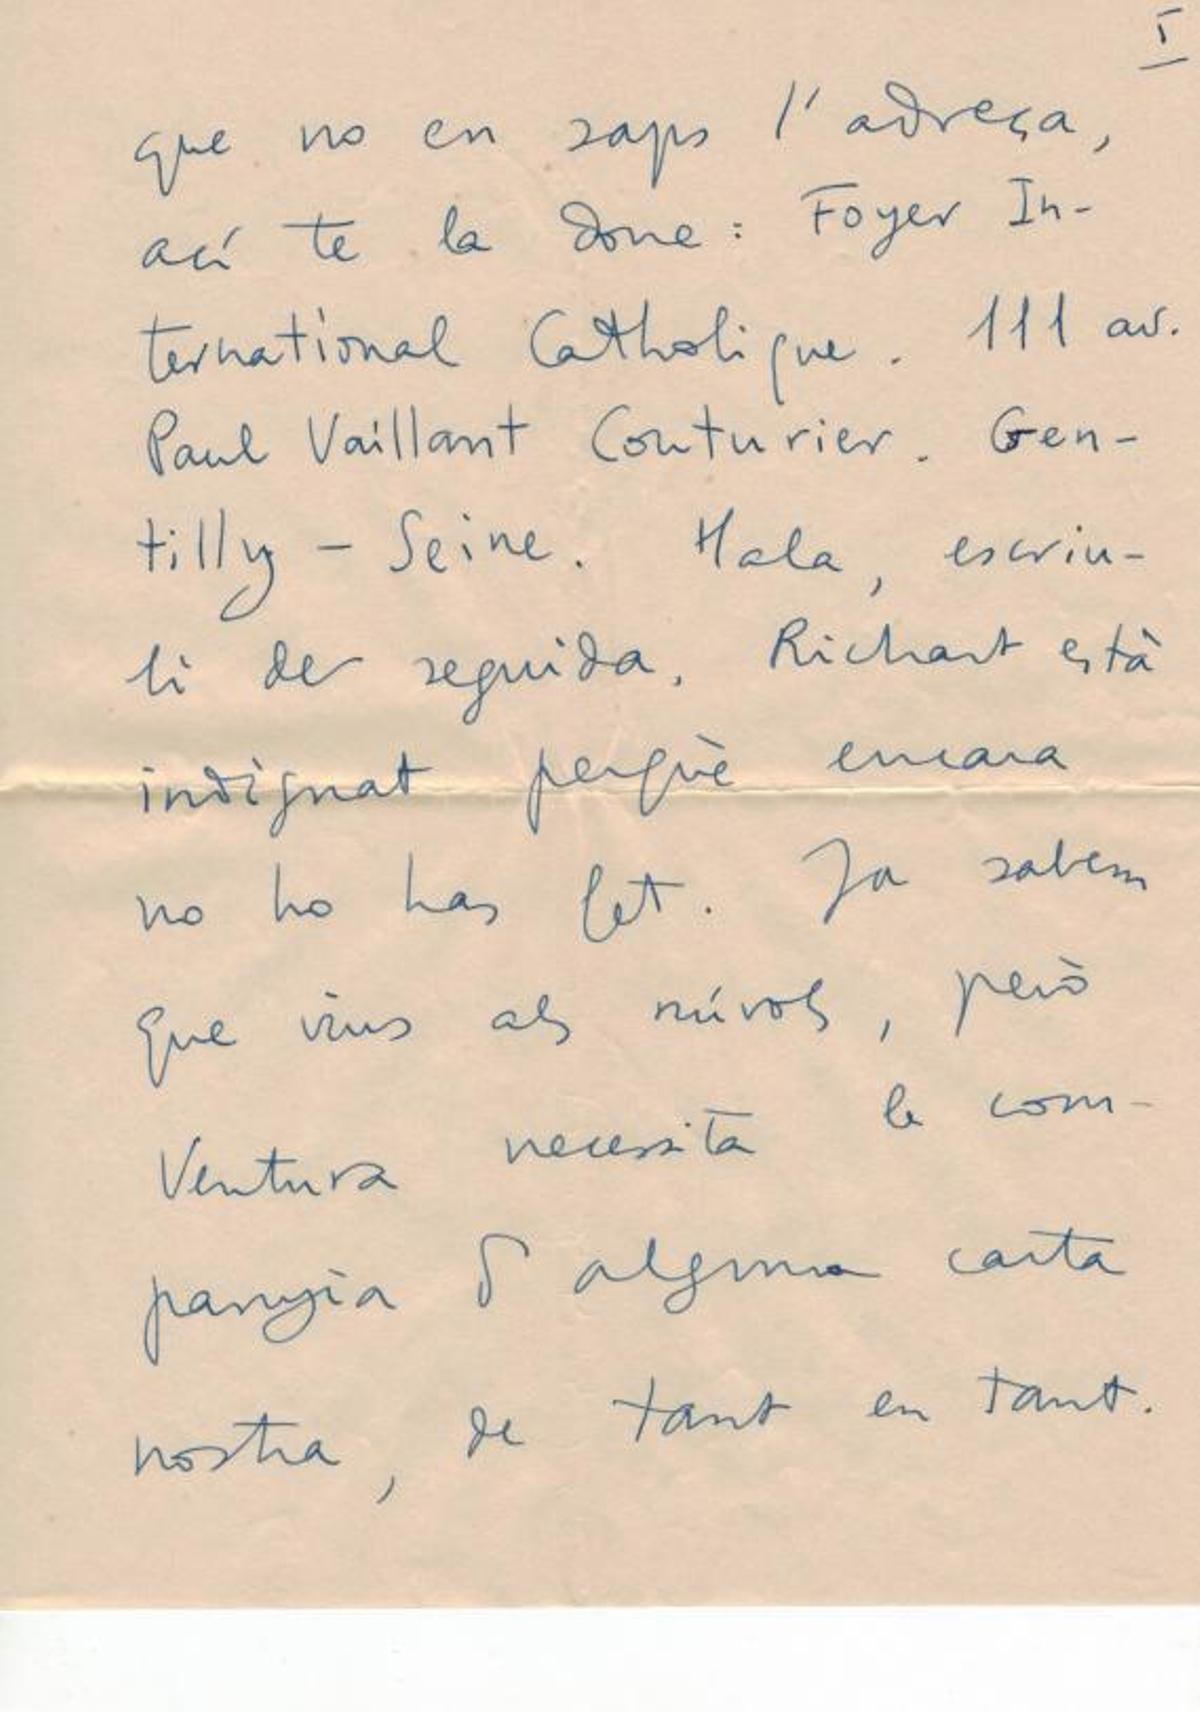 I
que no en saps l'adreça,
ací te la done: Foyer In-
ternational Catholique. 111 av.
Paul Vaillant Couturier. Gen-
tilly - Seine. Hala, escriu-
li de seguida. Richart està
indignat perquè encara
no ho has fet. Ja sabem
que vius als núvols, però
Ventura necessita la com-
panyia d'alguna carta
nostra, de tant en tant.